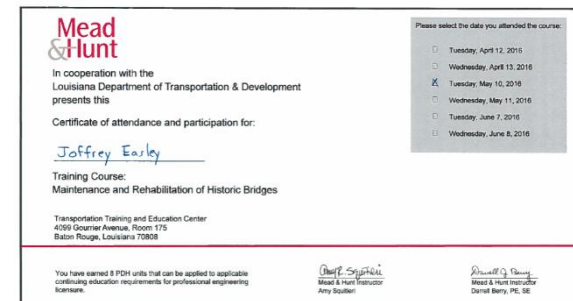 Mead
&Hunt
In cooperation with the
Louisiana Department of Transportation & Development
presents this
Certificate of attendance and participation for:
Joffrey Easley
Training Course:
Maintenance and Rehabilitation of Historic Bridges
Transportation Training and Education Center
4099 Gourrier Avenue, Room 175
Baton Rouge, Louisiana 70808
Please select the date you attended the course:
Tuesday, April 12, 2016
Wednesday, April 13, 2016
X Tuesday, May 10, 2016
Wednesday, May 11, 2016
Tuesday, June 7, 2016
Wednesday, June 8, 2016
You have earned 8 PDH units that can be applied to applicable
continuing education requirements for professional engineering
licensure.
Amy R. Squitieri
Mead & Hunt Instructor
Amy Squitieri
Darrell J. Berry
Mead & Hunt Instructor
Darrell Berry, PE, SE